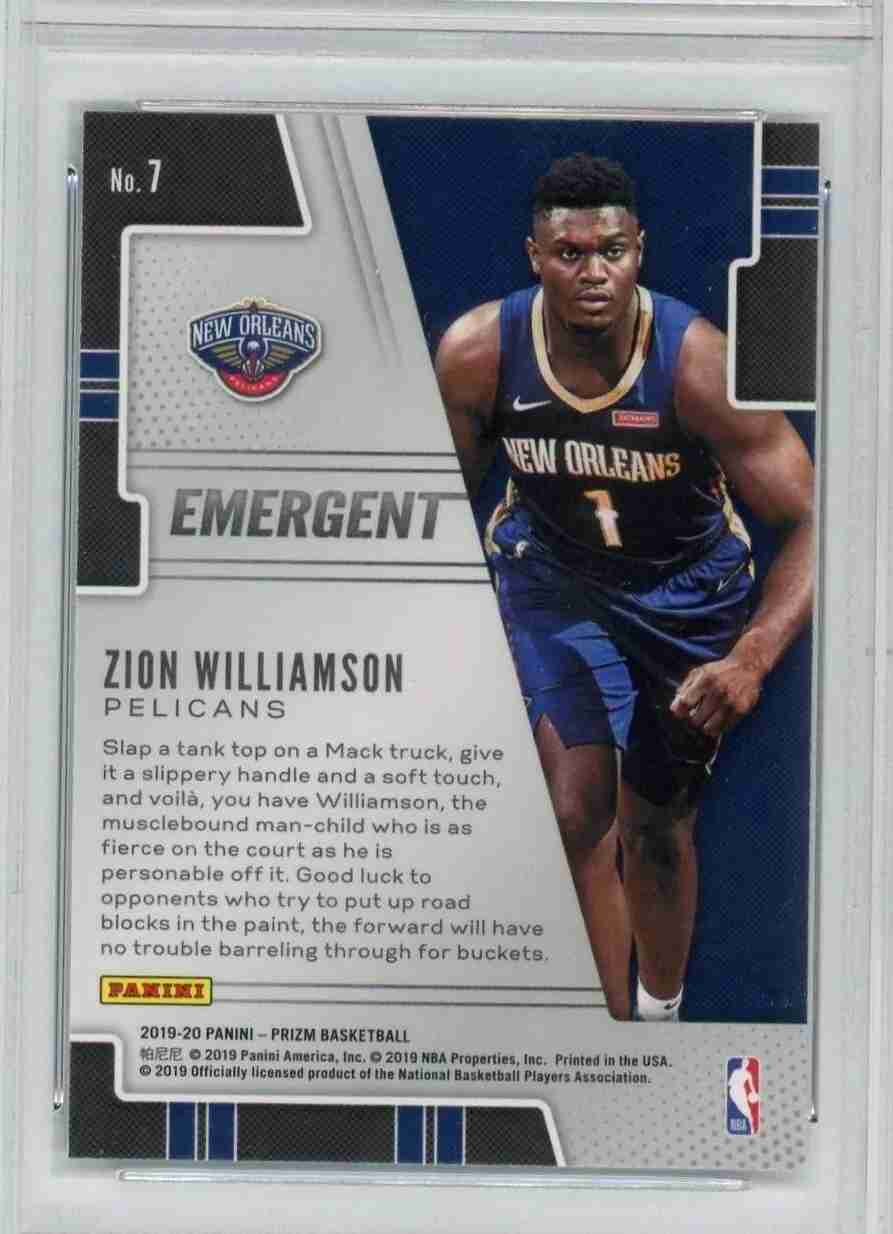 No. 7
NEW ORLEANS
PELICANS
NEW ORLEANS
1
EMERGENT
ZION WILLIAMSON
PELICANS
Slap a tank top on a Mack truck, give
it a slippery handle and a soft touch,
and voilà, you have Williamson, the
musclebound man-child who is as
fierce on the court as he is
personable off it. Good luck to
opponents who try to put up road
blocks in the paint, the forward will have
no trouble barreling through for buckets.
PANINI
2019-20 PANINI – PRIZM BASKETBALL
帕尼尼 © 2019 Panini America, Inc. © 2019 NBA Properties, Inc. Printed in the USA.
© 2019 Officially licensed product of the National Basketball Players Association.
NBA